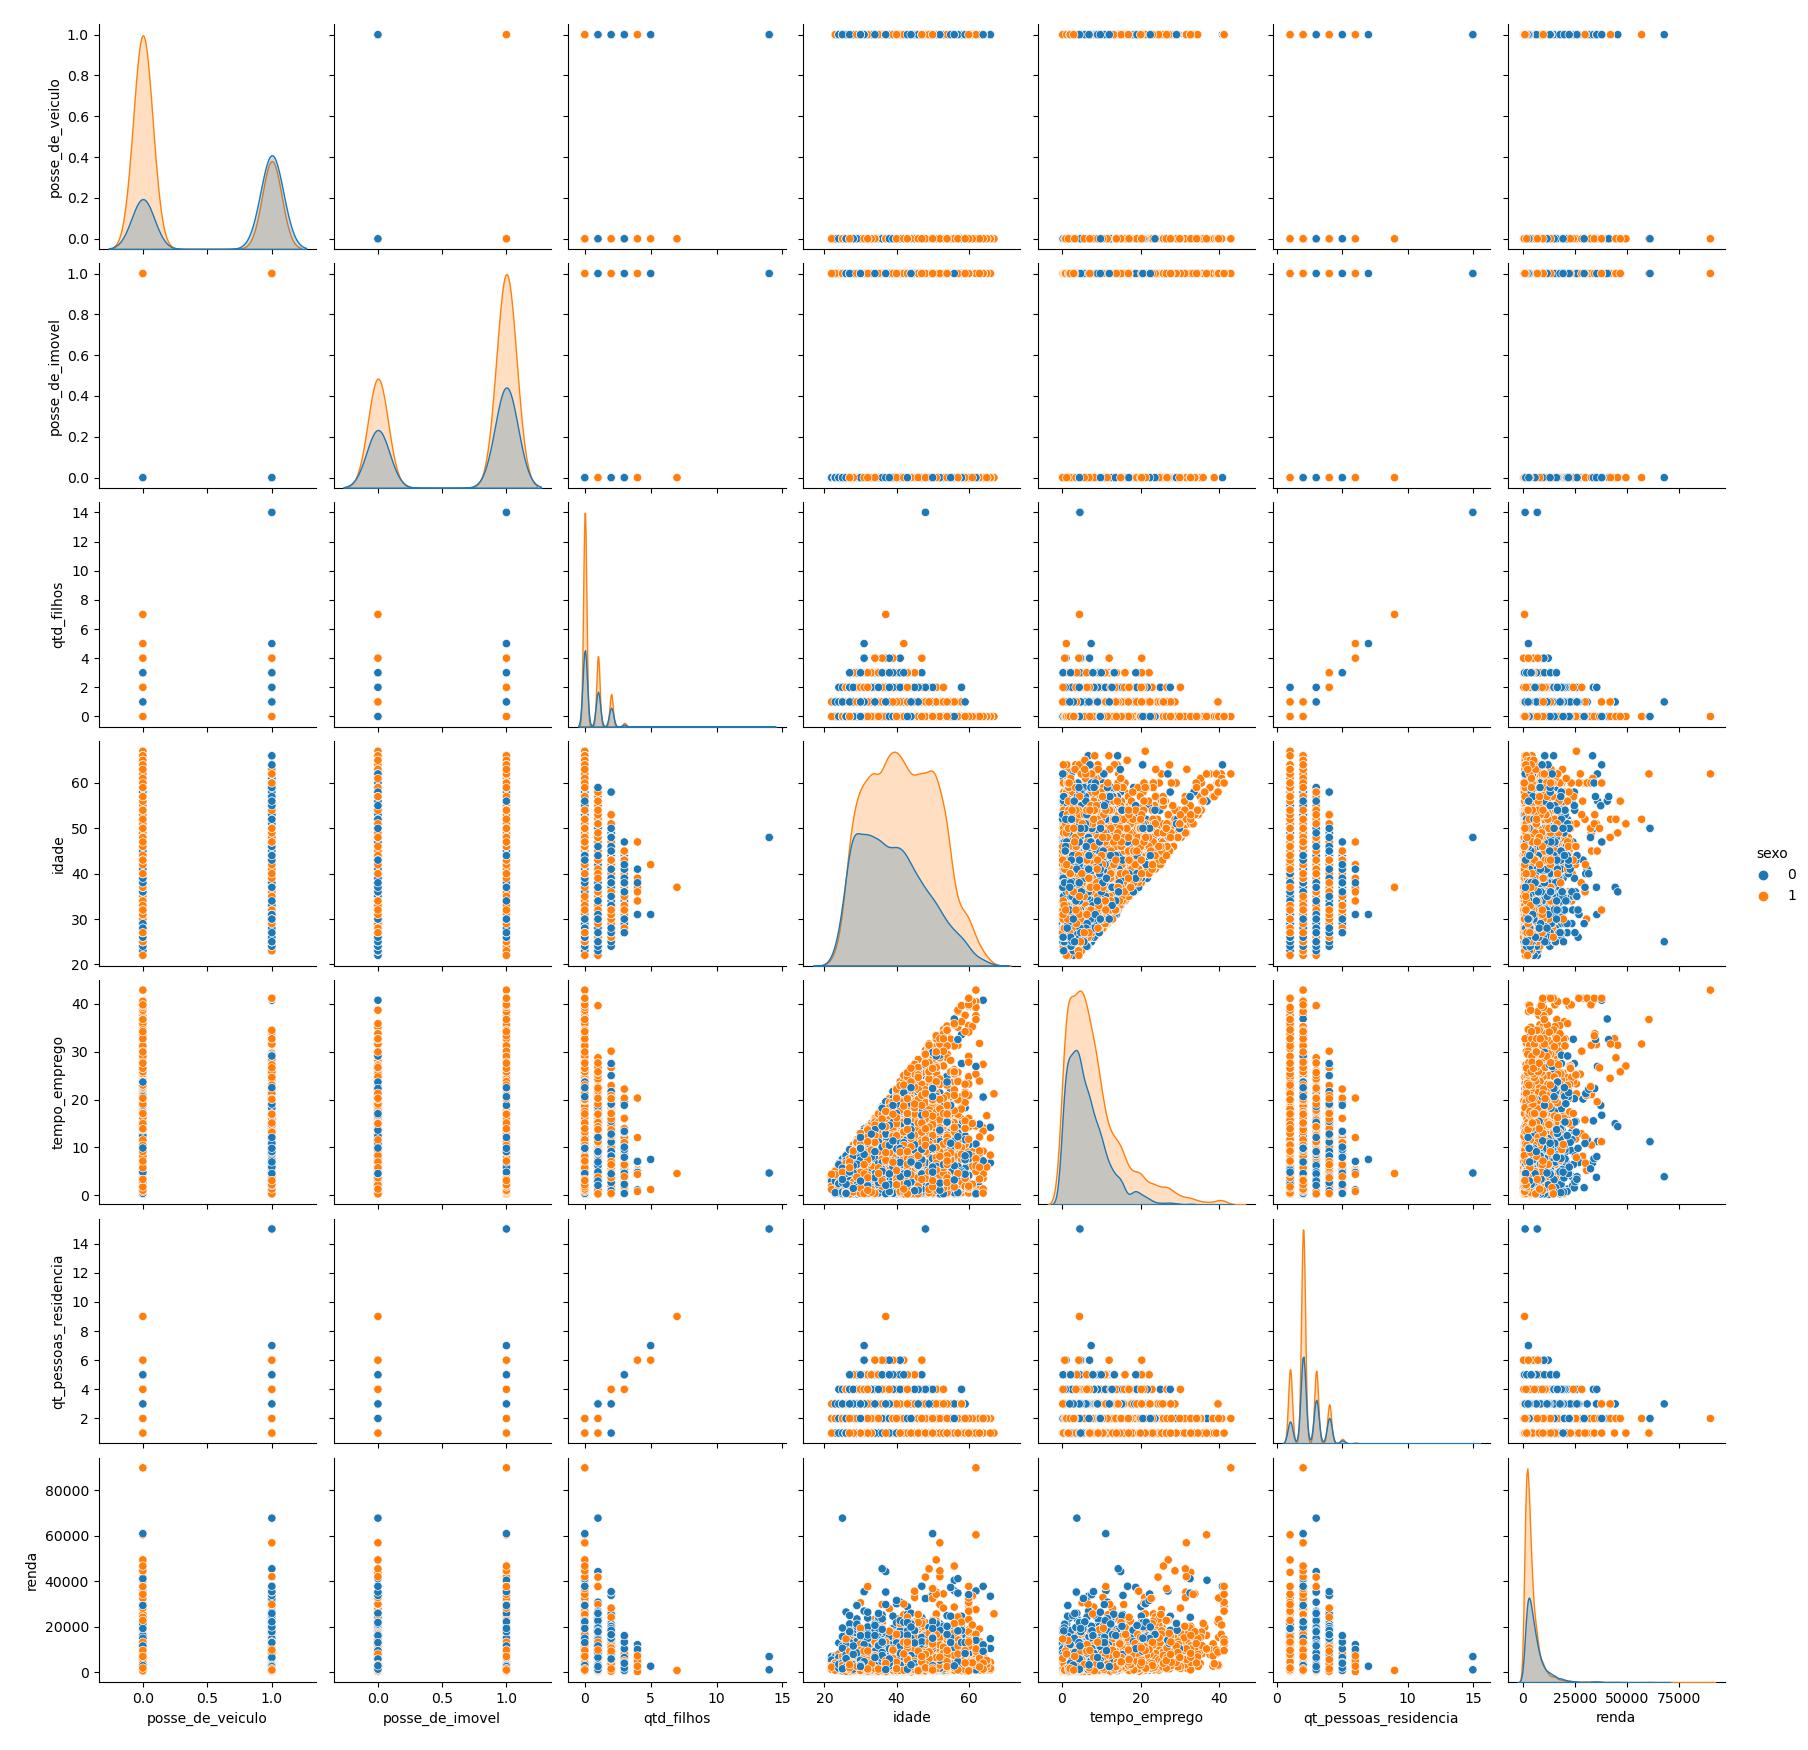 1.0
0.8
0.6
0.4
0.2
0.0
posse_de_veiculo
1.0
0.8
0.6
0.4
0.2
0.0
posse_de_imovel
14
12
10
8
6
4
2
0
qtd_filhos
60
50
40
30
20
idade
sexo
0
1
40
30
20
10
0
tempo_emprego
14
12
10
8
6
4
2
qt_pessoas_residencia
80000
60000
40000
20000
0
renda
0.0 0.5 1.0
0.0 0.5 1.0
0 5 10 15
20 40 60
0 20 40
0 5 10 15
0 25000 50000 75000
posse_de_veiculo
posse_de_imovel
qtd_filhos
idade
tempo_emprego
qt_pessoas_residencia
renda